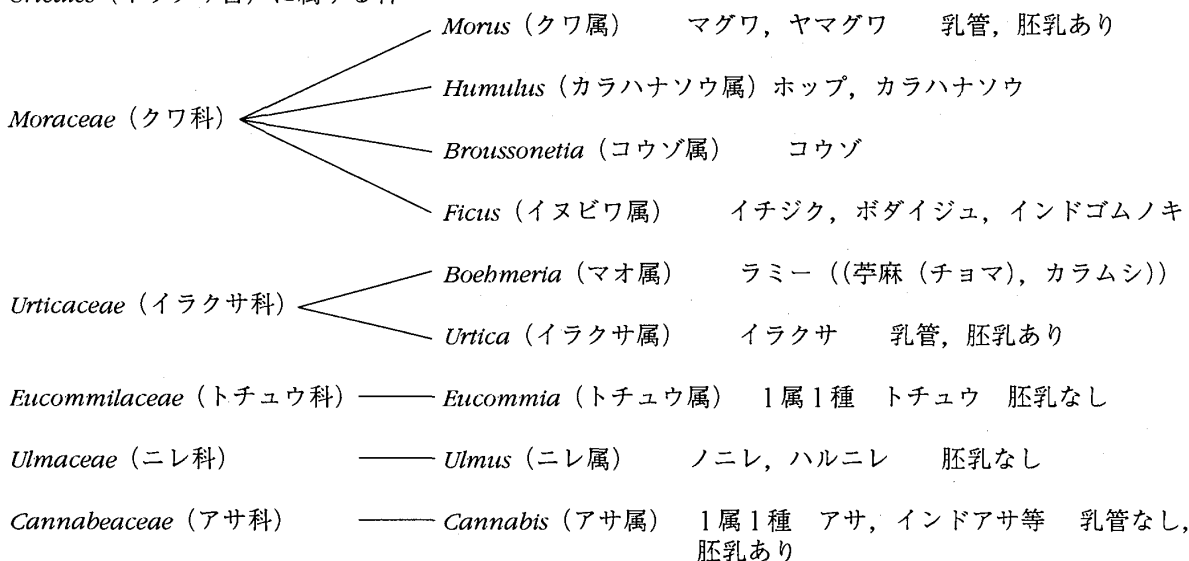 Morus（クワ属）　マグワ，ヤマグワ　乳管，胚乳あり
Humulus（カラハナソウ属）ホップ，カラハナソウ
Moraceae（クワ科）
Broussonetia（コウゾ属）　コウゾ
Ficus（イヌビワ属）　イチジク，ボダイジュ，インドゴムノキ
Boehmeria（マオ属）　ラミー（（苧麻（チョマ），カラムシ））
Urticaceae（イラクサ科）
Urtica（イラクサ属）　イラクサ　乳管，胚乳あり
Eucommilaceae（トチュウ科） Eucommia（トチュウ属）　1属1種　トチュウ　胚乳なし
Ulmaceae（ニレ科） Ulmus（ニレ属）　ノニレ，ハルニレ　胚乳なし
Cannabeaceae（アサ科） Cannabis（アサ属）　1属1種　アサ，インドアサ等　乳管なし，
胚乳あり